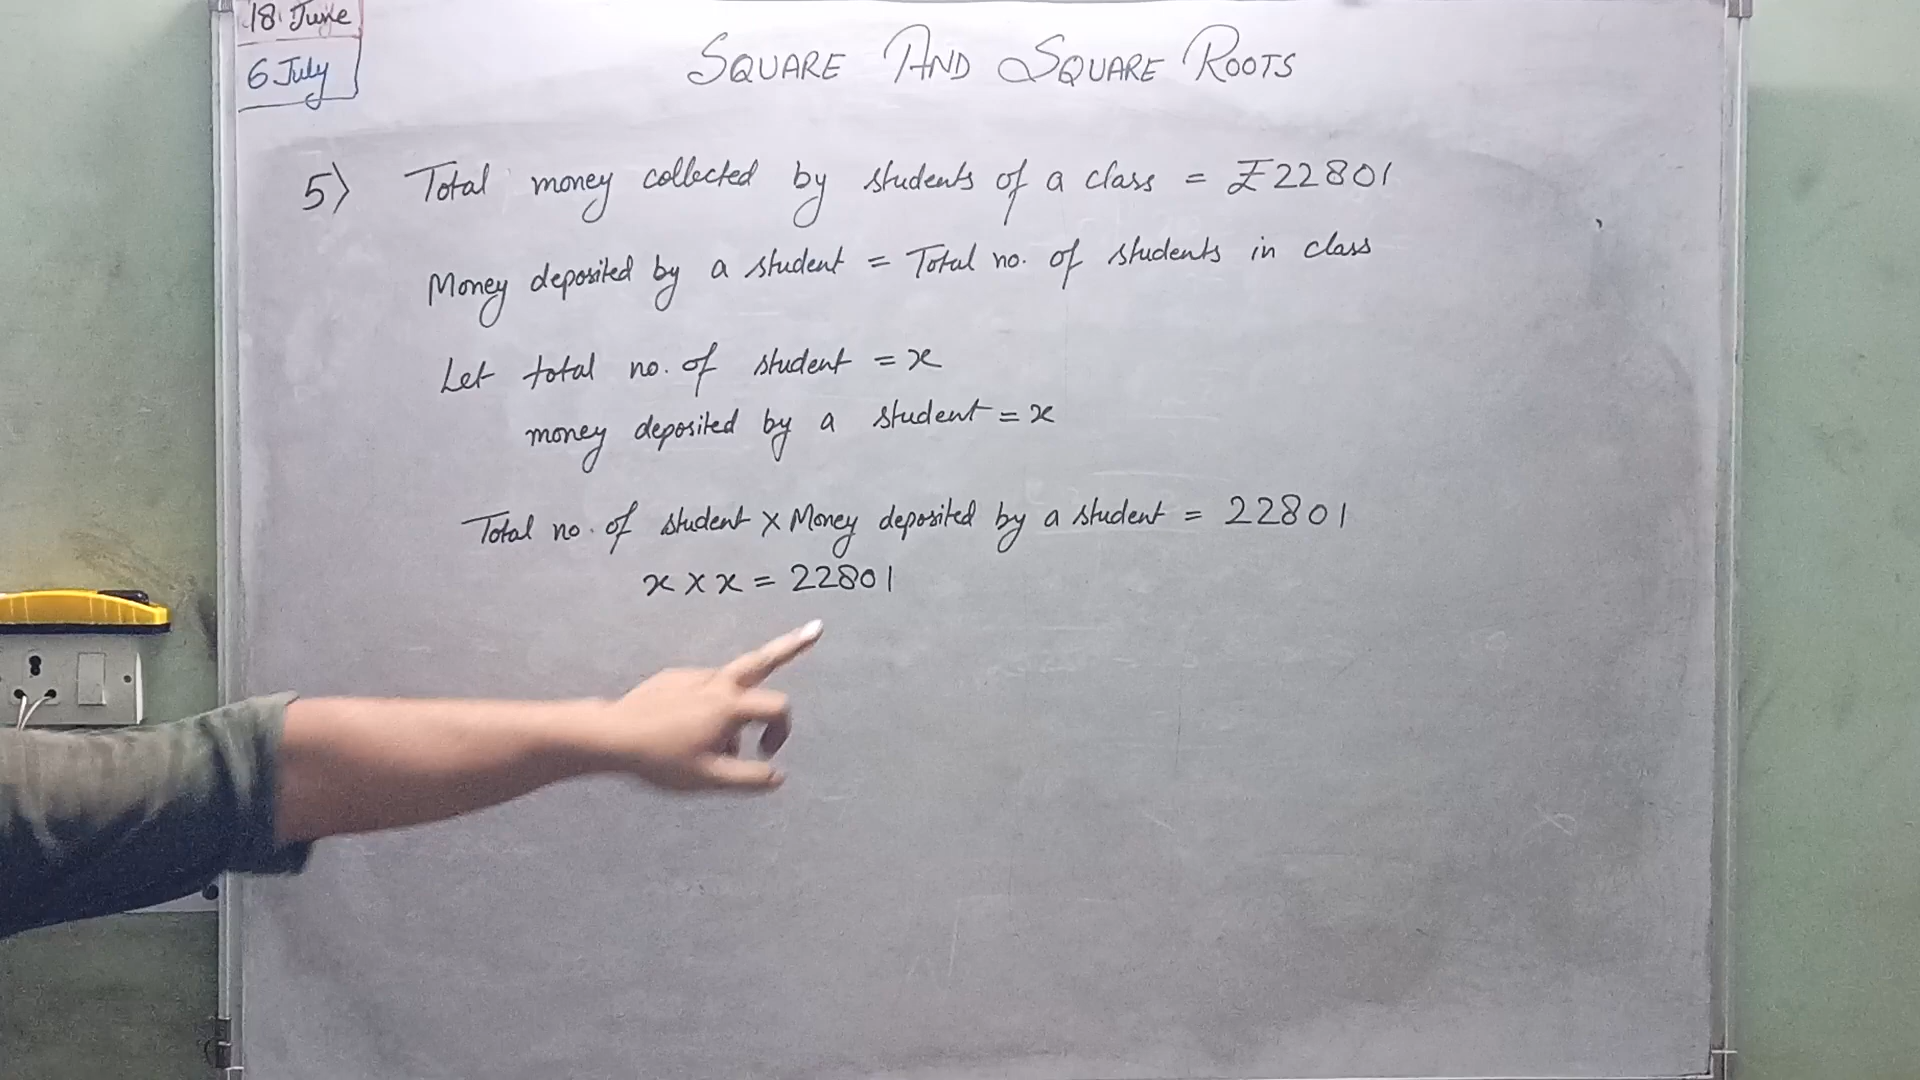 18 June
6 July
SQUARE AND SQUARE ROOTS
5) Total money collected by students of a class = ₹22801
Money deposited by a student = Total no. of students in class
Let total no. of student = x
money deposited by a student = x
Total no. of student × Money deposited by a student = 22801
x × x = 22801